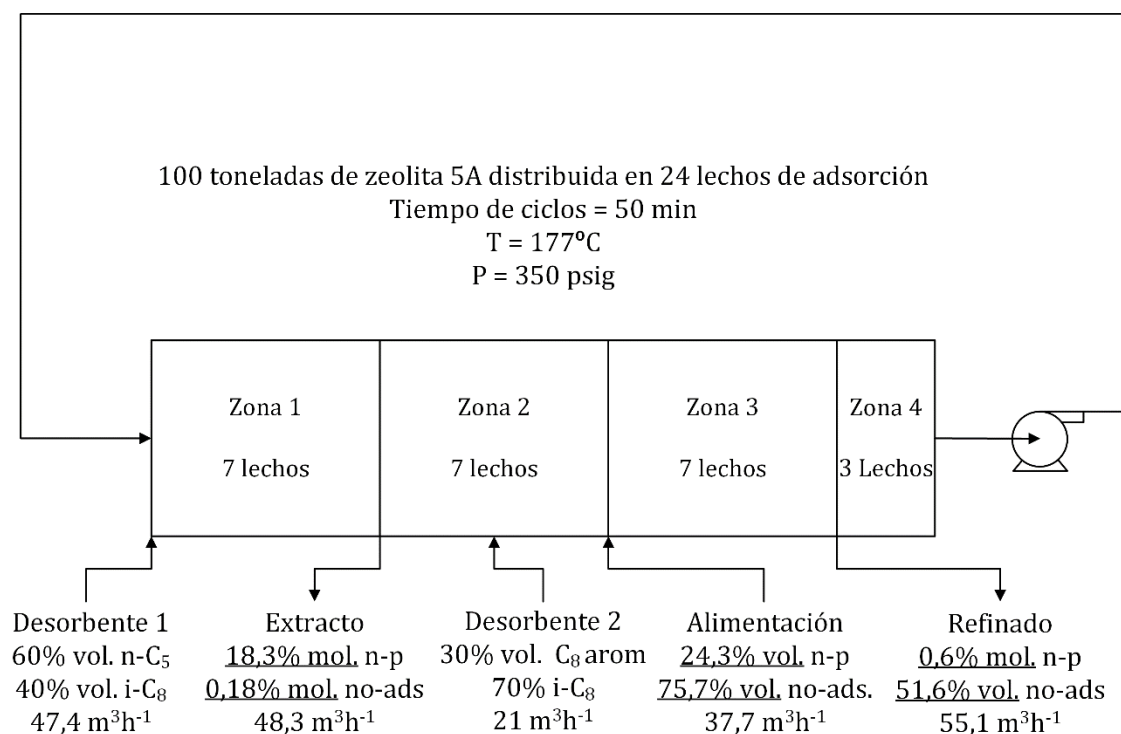 100 toneladas de zeolita 5A distribuida en 24 lechos de adsorción
Tiempo de ciclos = 50 min
T = 177ºC
P = 350 psig
Zona 1
7 lechos
Zona 2
7 lechos
Zona 3
7 lechos
Zona 4
3 Lechos
Desorbente 1
60% vol. n-C₅
40% vol. i-C₈
47,4 m³h⁻¹
Extracto
18,3% mol. n-p
0,18% mol. no-ads
48,3 m³h⁻¹
Desorbente 2
30% vol. C₈ arom
70% i-C₈
21 m³h⁻¹
Alimentación
24,3% vol. n-p
75,7% vol. no-ads.
37,7 m³h⁻¹
Refinado
0,6% mol. n-p
51,6% vol. no-ads
55,1 m³h⁻¹